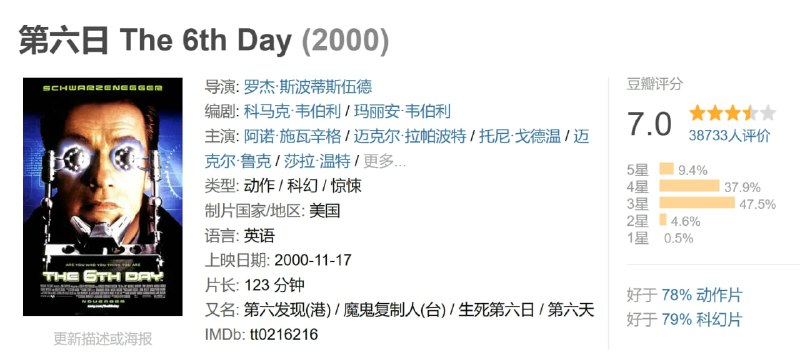 第六日 The 6th Day (2000)
SCHWARZENEGGER
ARE YOU WHO YOU THINK YOU ARE
THE 6TH DAY
NOVEMBER
更新描述或海报
导演: 罗杰·斯波蒂斯伍德
编剧: 科马克·韦伯利 / 玛丽安·韦伯利
主演: 阿诺·施瓦辛格 / 迈克尔·拉帕波特 / 托尼·戈德温 / 迈
克尔·鲁克 / 莎拉·温特 / 更多...
类型: 动作 / 科幻 / 惊悚
制片国家/地区: 美国
语言: 英语
上映日期: 2000-11-17
片长: 123 分钟
又名: 第六发现(港) / 魔鬼复制人(台) / 生死第六日 / 第六天
IMDb: tt0216216
豆瓣评分
7.0
38733人评价
5星 9.4%
4星 37.9%
3星 47.5%
2星 4.6%
1星 0.5%
好于 78% 动作片
好于 79% 科幻片